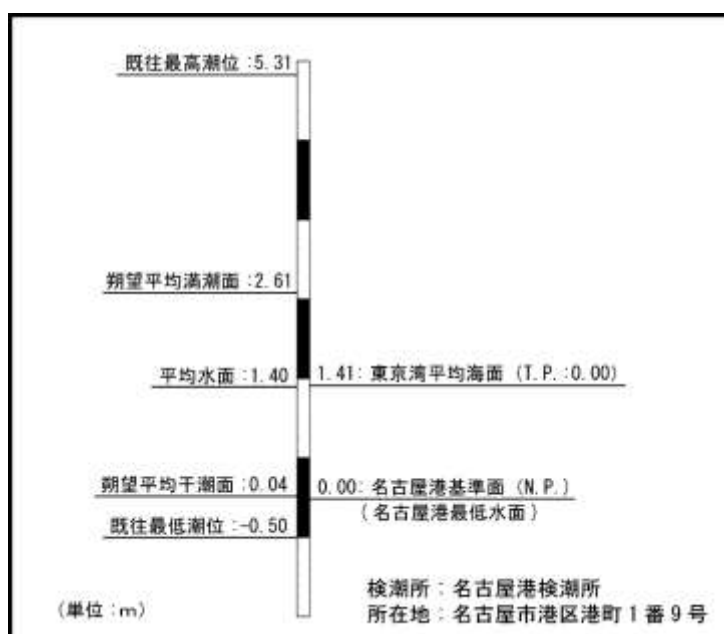 既往最高潮位:5.31
朔望平均満潮面:2.61
平均水面:1.40
1.41: 東京湾平均海面 (T.P.:0.00)
朔望平均干潮面:0.04
0.00: 名古屋港基準面 (N.P.)
(名古屋港最低水面)
既往最低潮位:-0.50
検潮所:名古屋港検潮所
(単位:m)
所在地:名古屋市港区港町1番9号